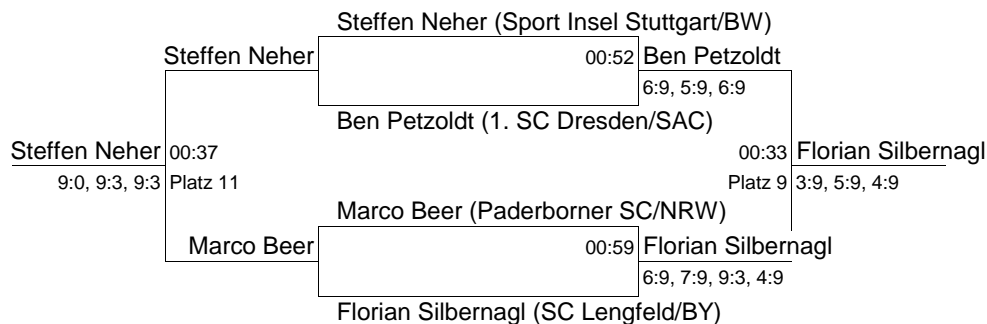 Steffen Neher (Sport Insel Stuttgart/BW)
Steffen Neher 00:52 Ben Petzoldt
6:9, 5:9, 6:9
Ben Petzoldt (1. SC Dresden/SAC)
Steffen Neher 00:37 00:33 Florian Silbernagl
9:0, 9:3, 9:3 Platz 11 Platz 9 3:9, 5:9, 4:9
Marco Beer (Paderborner SC/NRW)
Marco Beer 00:59 Florian Silbernagl
6:9, 7:9, 9:3, 4:9
Florian Silbernagl (SC Lengfeld/BY)